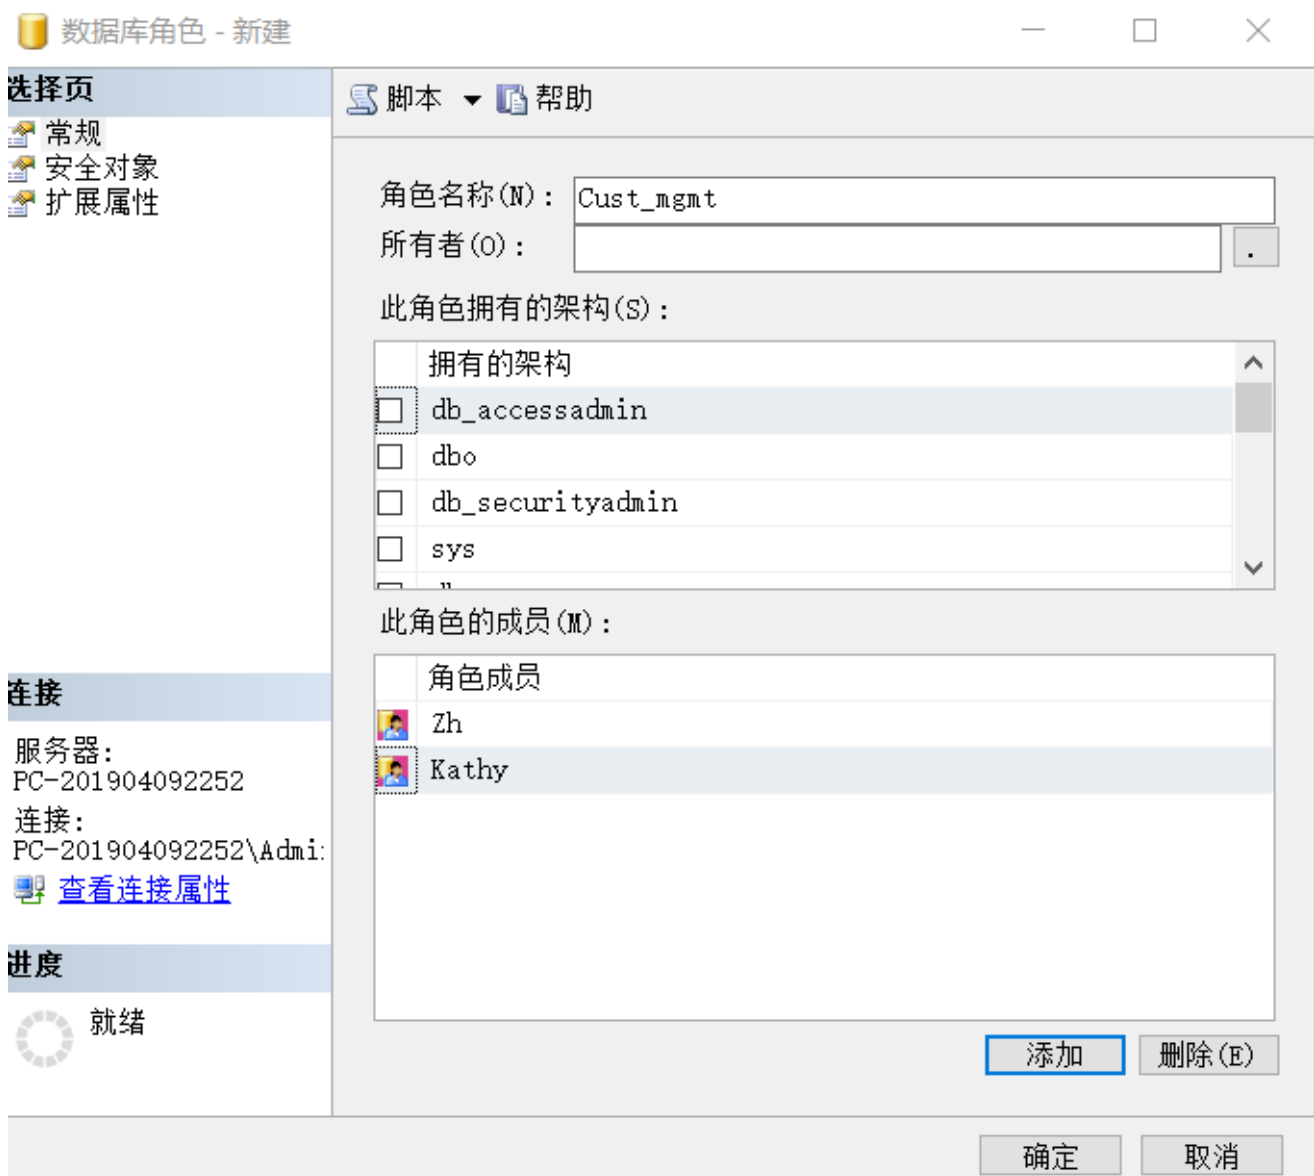 数据库角色 - 新建
选择页
常规
安全对象
扩展属性
脚本 帮助
角色名称(N): Cust_mgmt
所有者(O):
.
此角色拥有的架构(S):
拥有的架构
db_accessadmin
dbo
db_securityadmin
sys
此角色的成员(M):
角色成员
Zh
Kathy
连接
服务器:
PC-201904092252
连接:
PC-201904092252\Admi
查看连接属性
进度
就绪
添加 删除(E)
确定 取消